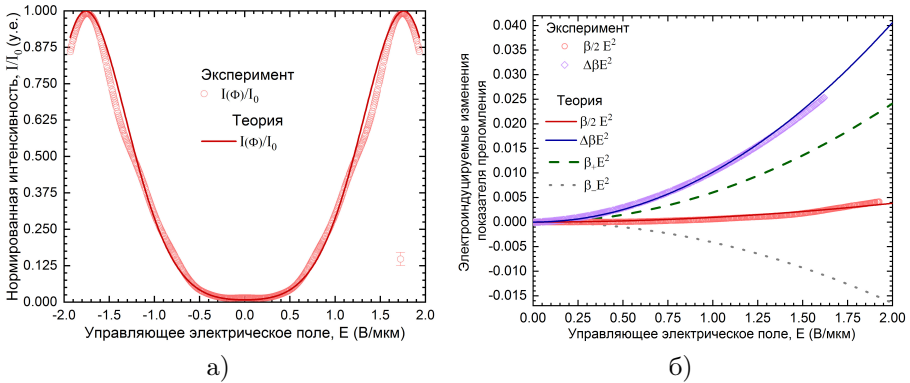 a)
Нормированная интенсивность, I/I₀ (у.е.)
1.000
0.875
0.750
0.625
0.500
0.375
0.250
0.125
0.000
Эксперимент
I(Φ)/I₀
Теория
I(Φ)/I₀
-2.0 -1.5 -1.0 -0.5 0.0 0.5 1.0 1.5 2.0
Управляющее электрическое поле, E (В/мкм)
а)
б)
Электроиндуцируемые изменения
показателя препомпления
0.040
0.035
0.030
0.025
0.020
0.015
0.010
0.005
0.000
-0.005
-0.010
-0.015
Эксперимент
β/2 E²
ΔβE²
Теория
β/2 E²
ΔβE²
β₊E²
β₋E²
0.00 0.25 0.50 0.75 1.00 1.25 1.50 1.75 2.00
Управляющее электрическое поле, E (В/мкм)
б)